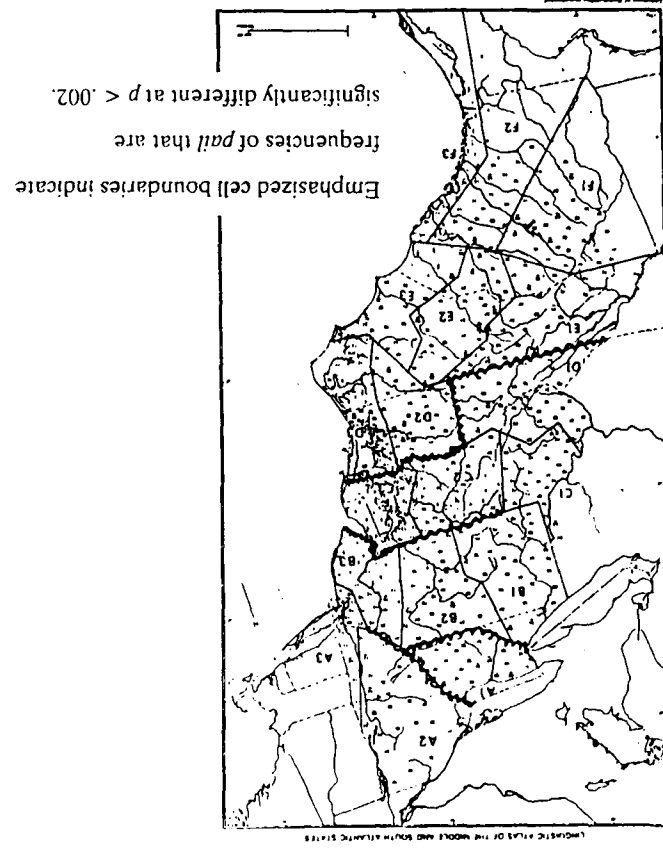 LINGUISTIC ATLAS OF THE MIDDLE AND SOUTH ATLANTIC STATES
A2
A3
A1
B2
B1
B3
C1
D2
D
E1
E2
E3
F1
F2
F3
Emphasized cell boundaries indicate
frequencies of pail that are
significantly different at p < .002.